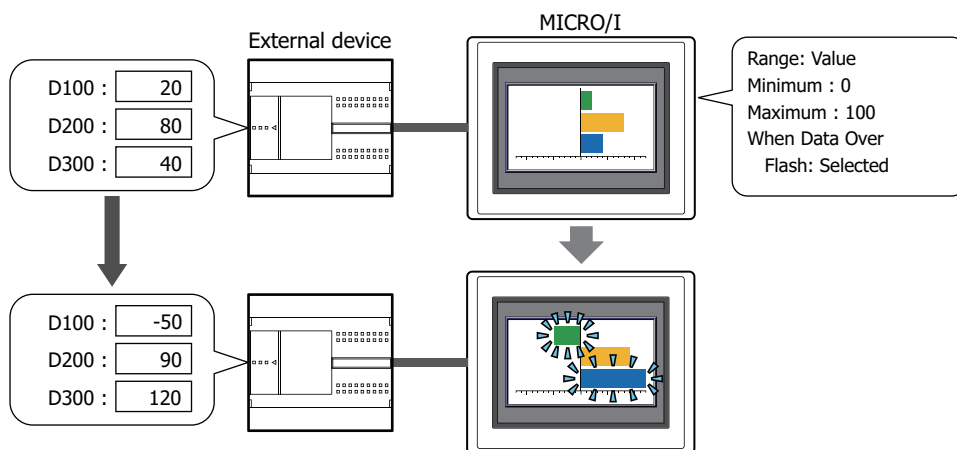 MICRO/I
External device
D100 : 20
D200 : 80
D300 : 40
Range: Value
Minimum : 0
Maximum : 100
When Data Over
Flash: Selected
D100 : -50
D200 : 90
D300 : 120